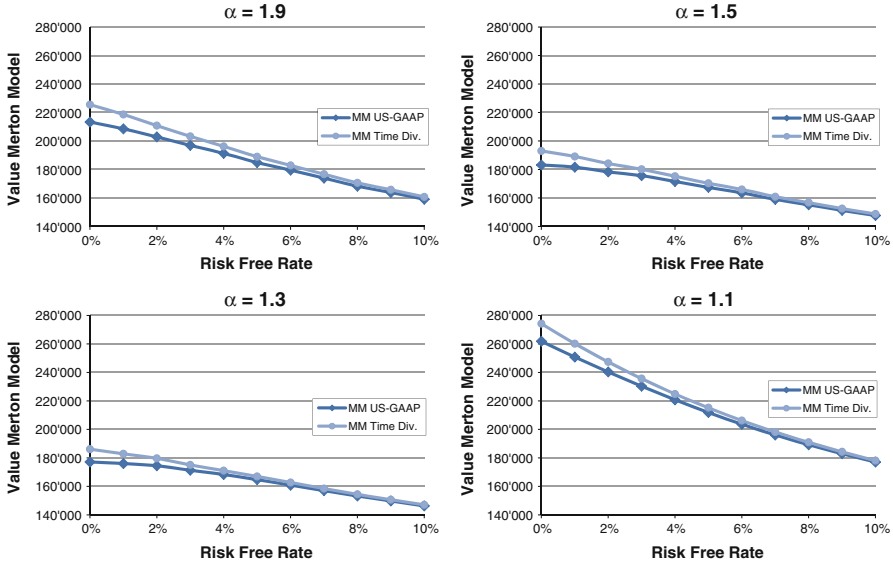 α = 1.9
Value Merton Model
280'000
260'000
240'000
220'000
200'000
180'000
160'000
140'000
MM US-GAAP
MM Time Div.
0%
2%
4%
6%
8%
10%
Risk Free Rate
α = 1.5
Value Merton Model
280'000
260'000
240'000
220'000
200'000
180'000
160'000
140'000
MM US-GAAP
MM Time Div.
0%
2%
4%
6%
8%
10%
Risk Free Rate
α = 1.3
Value Merton Model
280'000
260'000
240'000
220'000
200'000
180'000
160'000
140'000
MM US-GAAP
MM Time Div.
0%
2%
4%
6%
8%
10%
Risk Free Rate
α = 1.1
Value Merton Model
280'000
260'000
240'000
220'000
200'000
180'000
160'000
140'000
MM US-GAAP
MM Time Div.
0%
2%
4%
6%
8%
10%
Risk Free Rate